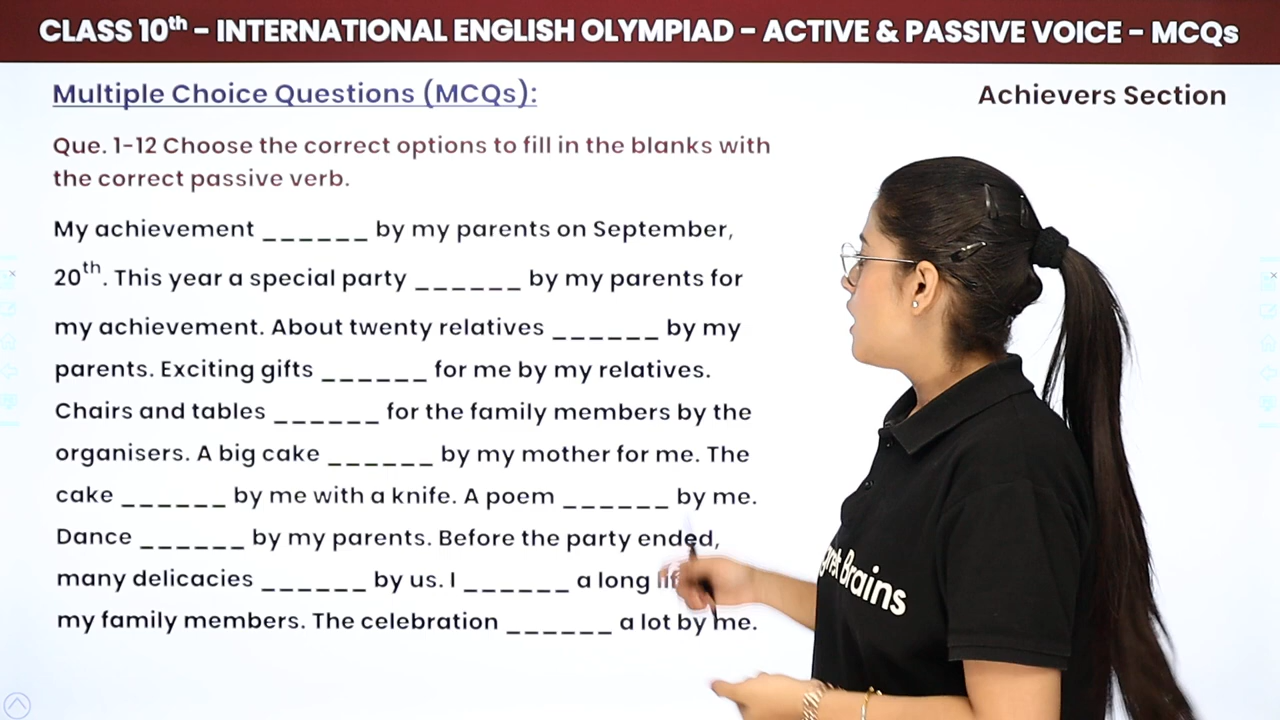 CLASS 10th - INTERNATIONAL ENGLISH OLYMPIAD - ACTIVE & PASSIVE VOICE - MCQs
Multiple Choice Questions (MCQs):
Achievers Section
Que. 1-12 Choose the correct options to fill in the blanks with
the correct passive verb.
My achievement ______ by my parents on September,
20th. This year a special party ______ by my parents for
my achievement. About twenty relatives ______ by my
parents. Exciting gifts ______ for me by my relatives.
Chairs and tables ______ for the family members by the
organisers. A big cake ______ by my mother for me. The
cake ______ by me with a knife. A poem ______ by me.
Dance ______ by my parents. Before the party ended,
many delicacies ______ by us. I ______ a long
my family members. The celebration ______ a lot by me.
Brains